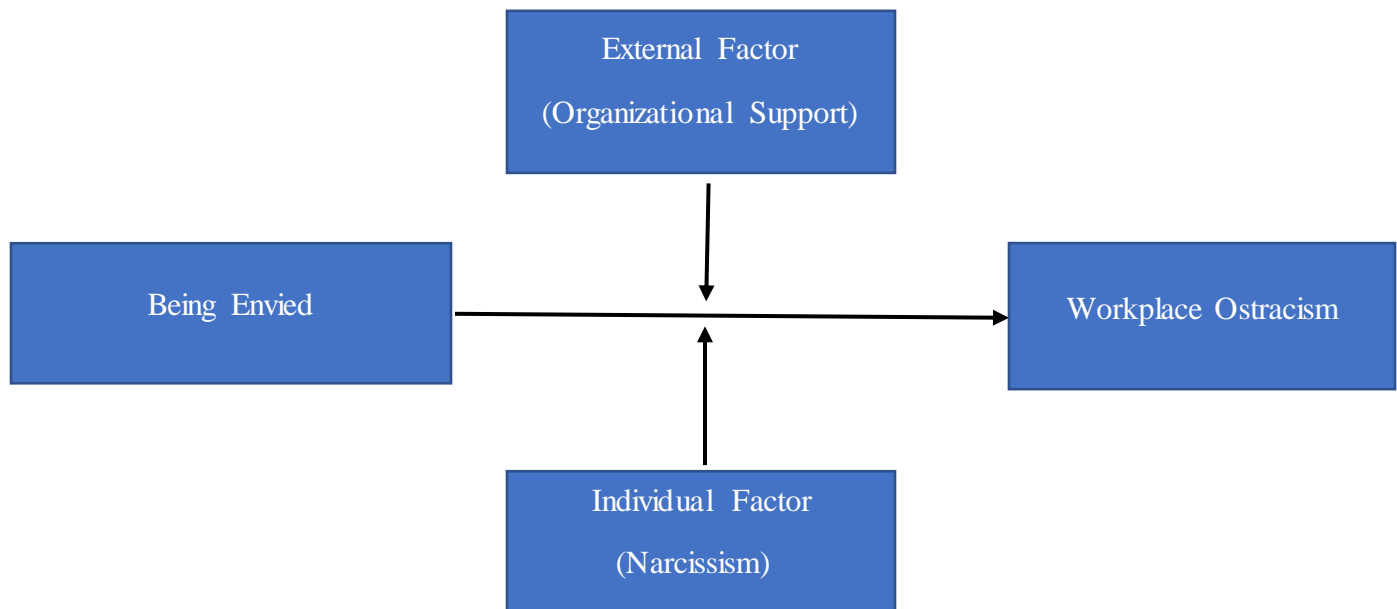 External Factor
(Organizational Support)
Being Envied
Workplace Ostracism
Individual Factor
(Narcissism)